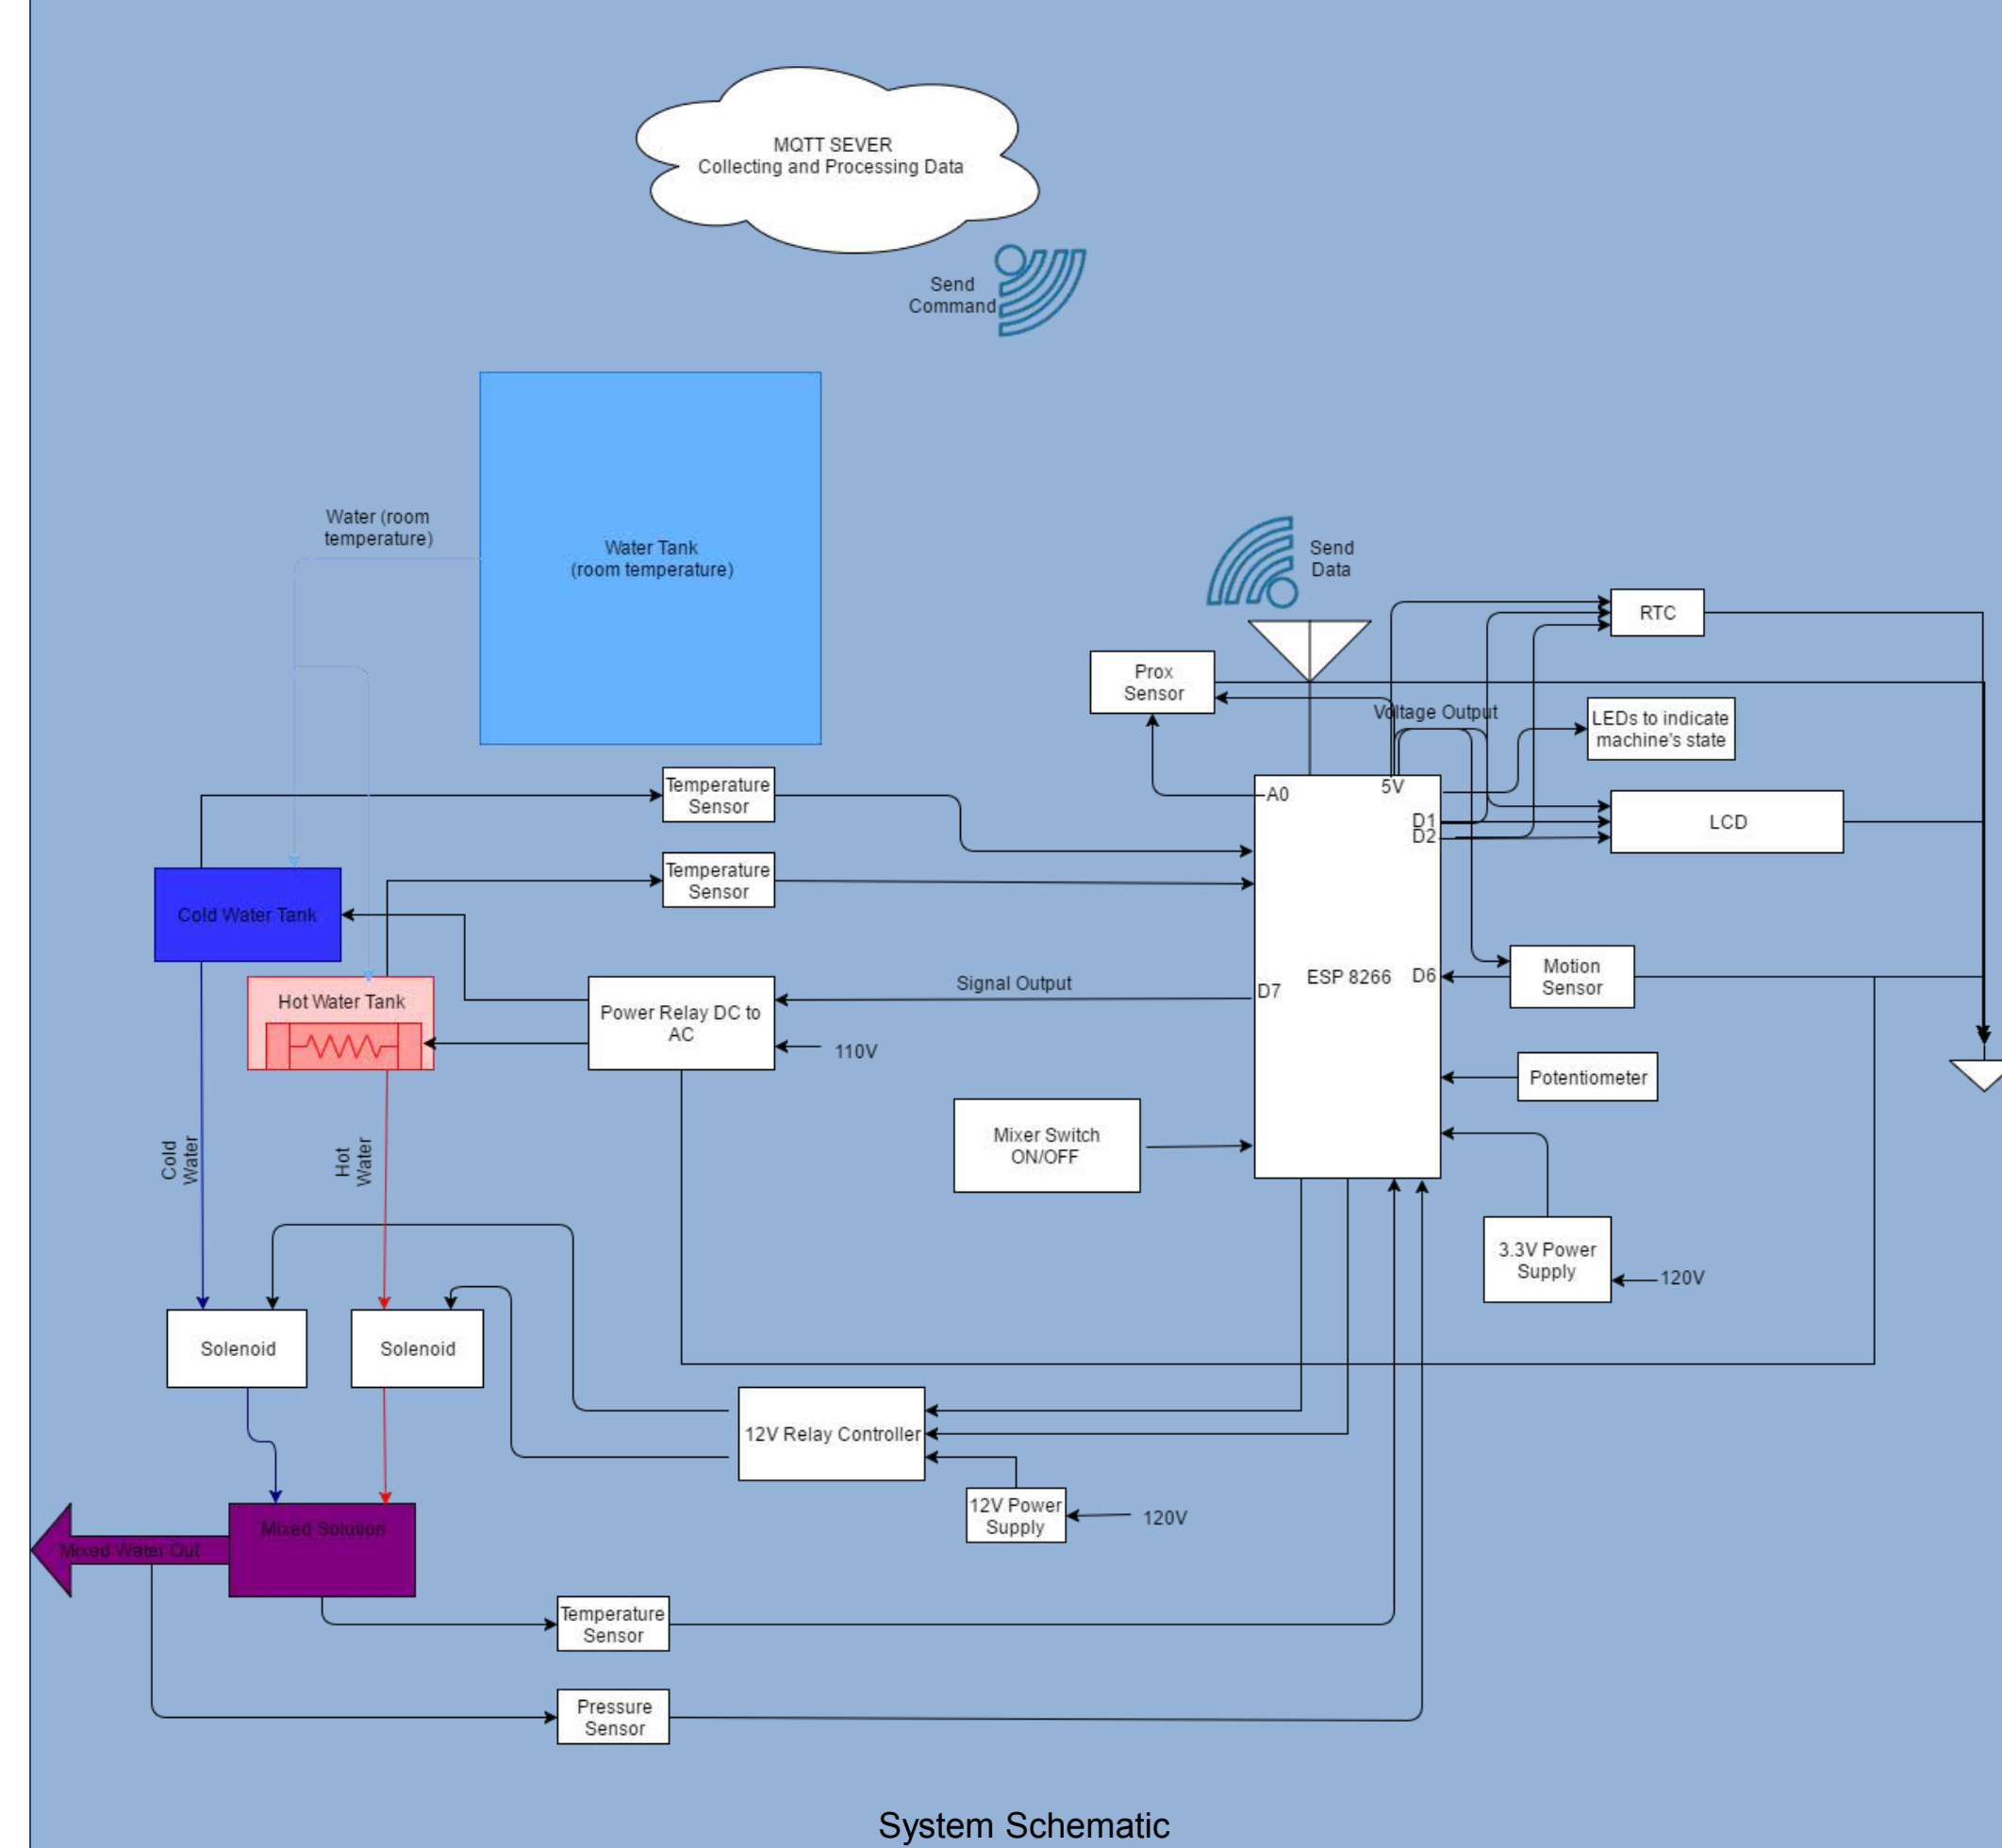 MQTT SEVER
Collecting and Processing Data
Send
Command
Water (room
temperature)
Water Tank
(room temperature)
Send
Data
RTC
Prox
Sensor
Voltage Output
LEDs to indicate
machine's state
Temperature
Sensor
A0
5V
D1
D2
LCD
Temperature
Sensor
Cold Water Tank
Hot Water Tank
Power Relay DC to
AC
110V
Signal Output
D7
ESP 8266
D6
Motion
Sensor
Potentiometer
Mixer Switch
ON/OFF
Cold
Water
Hot
Water
3.3V Power
Supply
120V
Solenoid
Solenoid
12V Relay Controller
12V Power
Supply
120V
Mixed Solution
Mixed Water Out
Temperature
Sensor
Pressure
Sensor
System Schematic